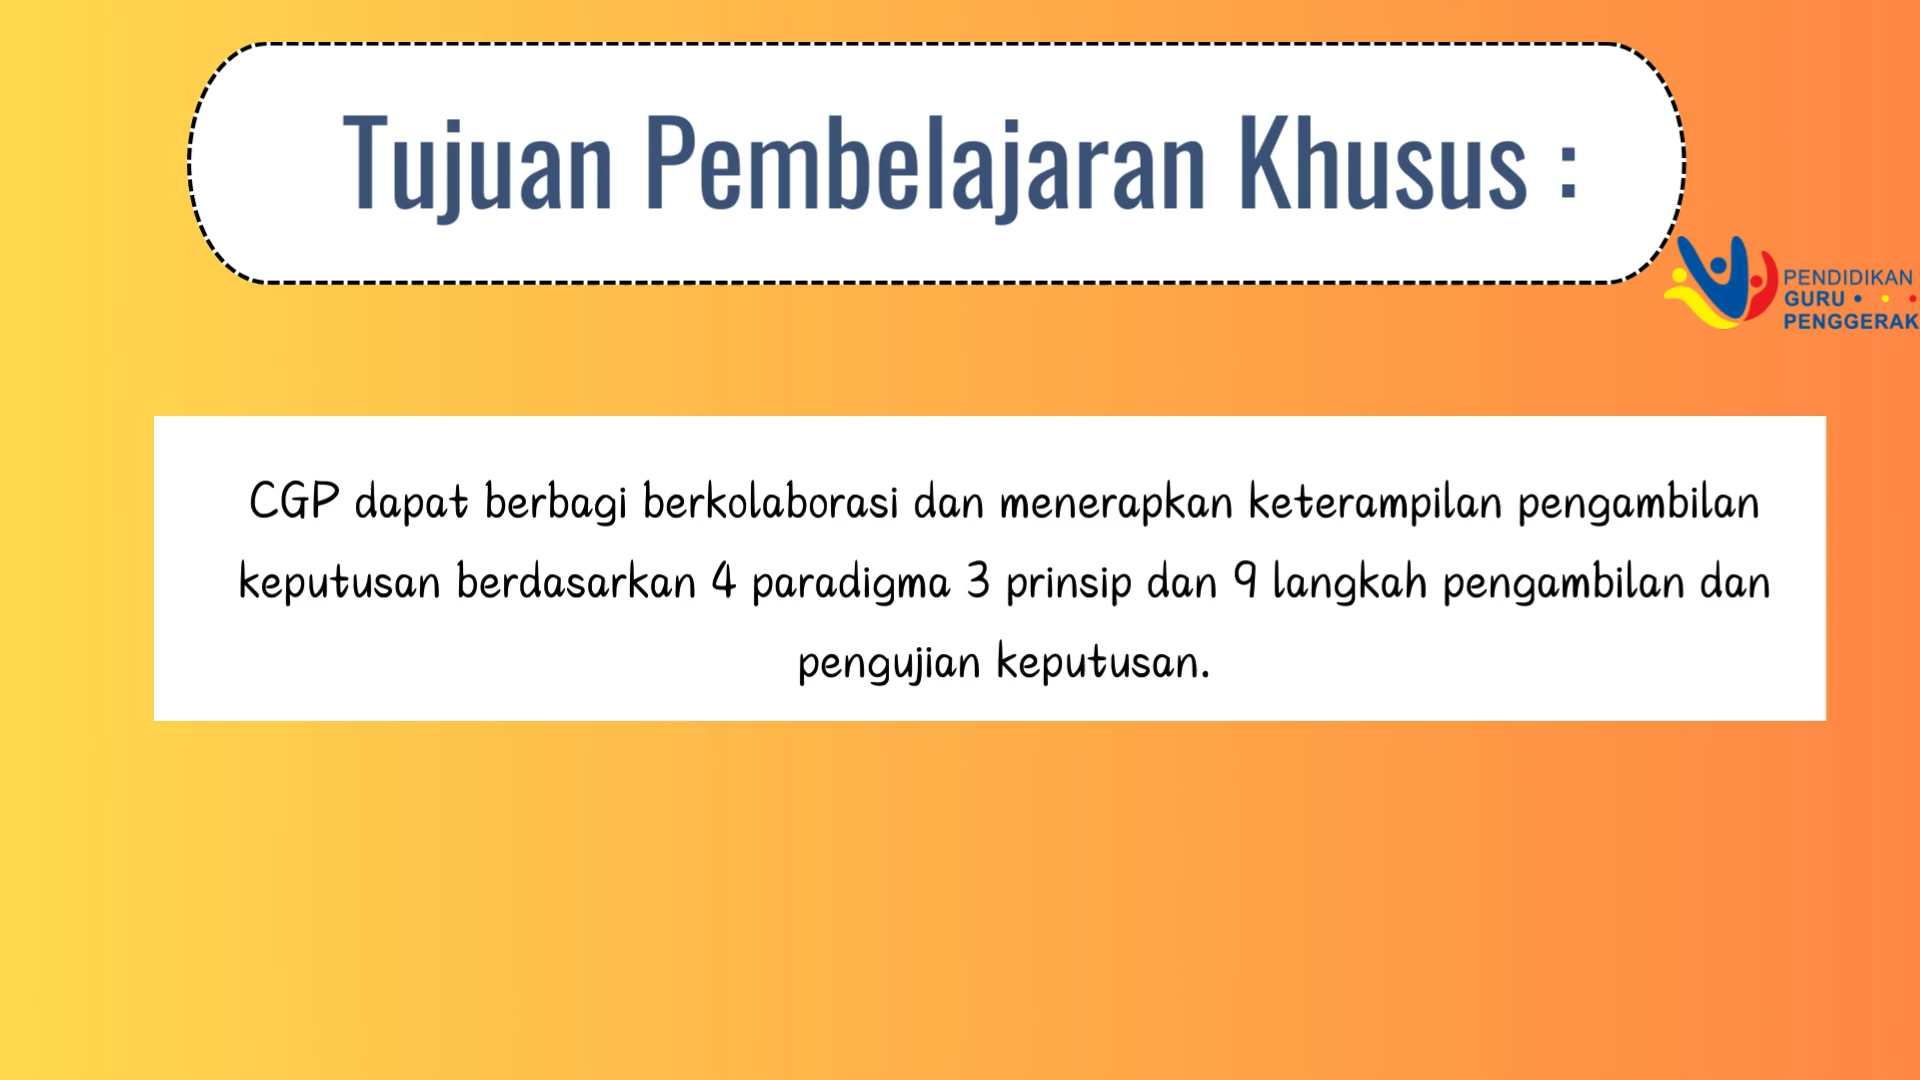 Tujuan Pembelajaran Khusus :
PENDIDIKAN
GURU
PENGGERAK
CGP dapat berbagi berkolaborasi dan menerapkan keterampilan pengambilan
keputusan berdasarkan 4 paradigma 3 prinsip dan 9 langkah pengambilan dan
pengujian keputusan.